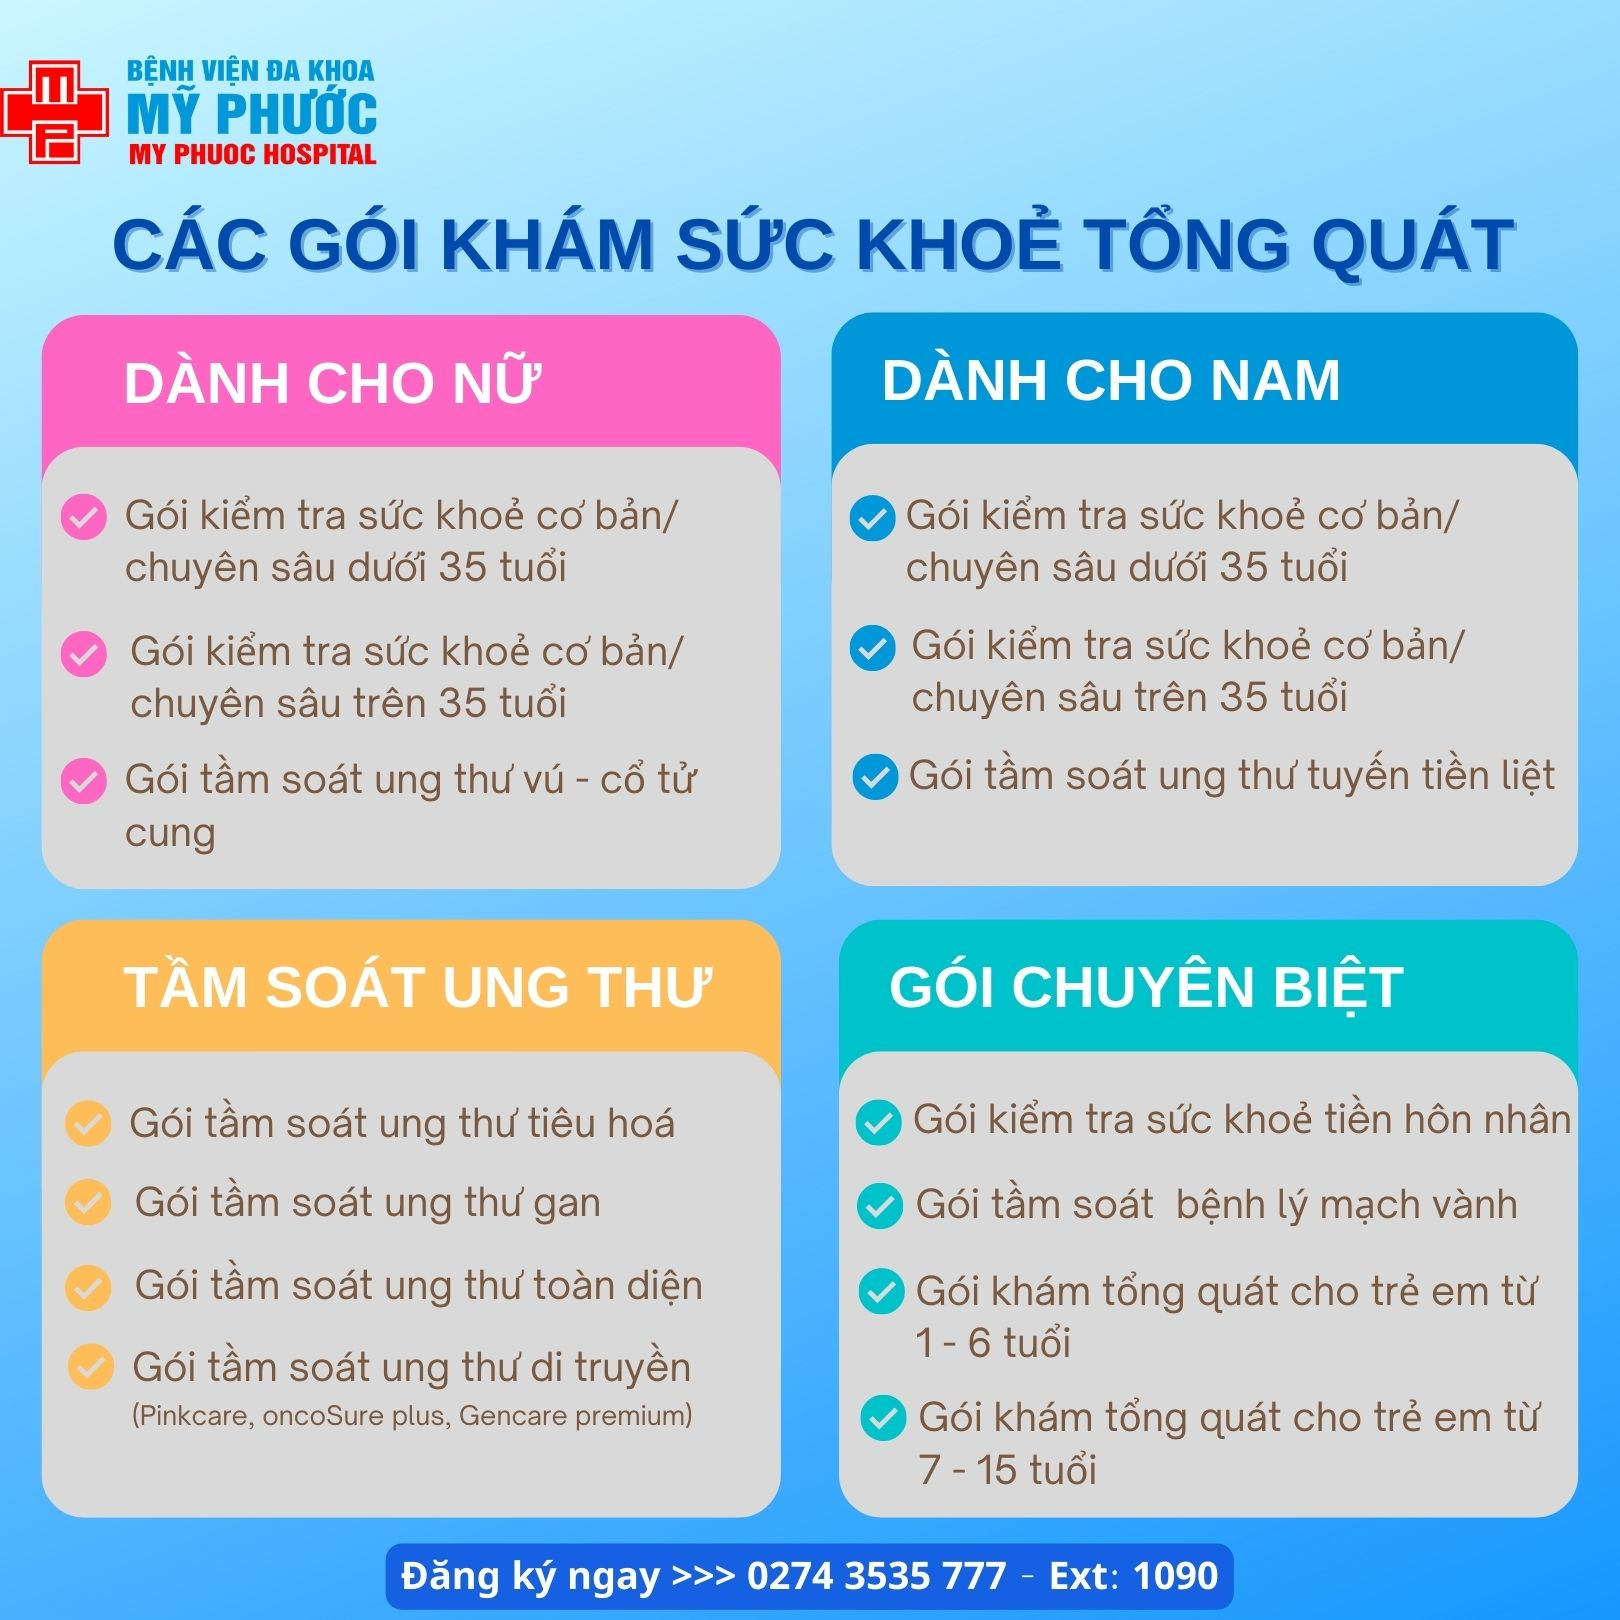 BỆNH VIỆN ĐA KHOA
MỸ PHƯỚC
MY PHUOC HOSPITAL
CÁC GÓI KHÁM SỨC KHOẺ TỔNG QUÁT
DÀNH CHO NỮ
Gói kiểm tra sức khoẻ cơ bản/
chuyên sâu dưới 35 tuổi
Gói kiểm tra sức khoẻ cơ bản/
chuyên sâu trên 35 tuổi
Gói tầm soát ung thư vú - cổ tử
cung
DÀNH CHO NAM
Gói kiểm tra sức khoẻ cơ bản/
chuyên sâu dưới 35 tuổi
Gói kiểm tra sức khoẻ cơ bản/
chuyên sâu trên 35 tuổi
Gói tầm soát ung thư tuyến tiền liệt
TẦM SOÁT UNG THƯ
Gói tầm soát ung thư tiêu hoá
Gói tầm soát ung thư gan
Gói tầm soát ung thư toàn diện
Gói tầm soát ung thư di truyền
(Pinkcare, oncoSure plus, Gencare premium)
GÓI CHUYÊN BIỆT
Gói kiểm tra sức khoẻ tiền hôn nhân
Gói tầm soát bệnh lý mạch vành
Gói khám tổng quát cho trẻ em từ
1 - 6 tuổi
Gói khám tổng quát cho trẻ em từ
7 - 15 tuổi
Đăng ký ngay >>> 0274 3535 777 - Ext: 1090